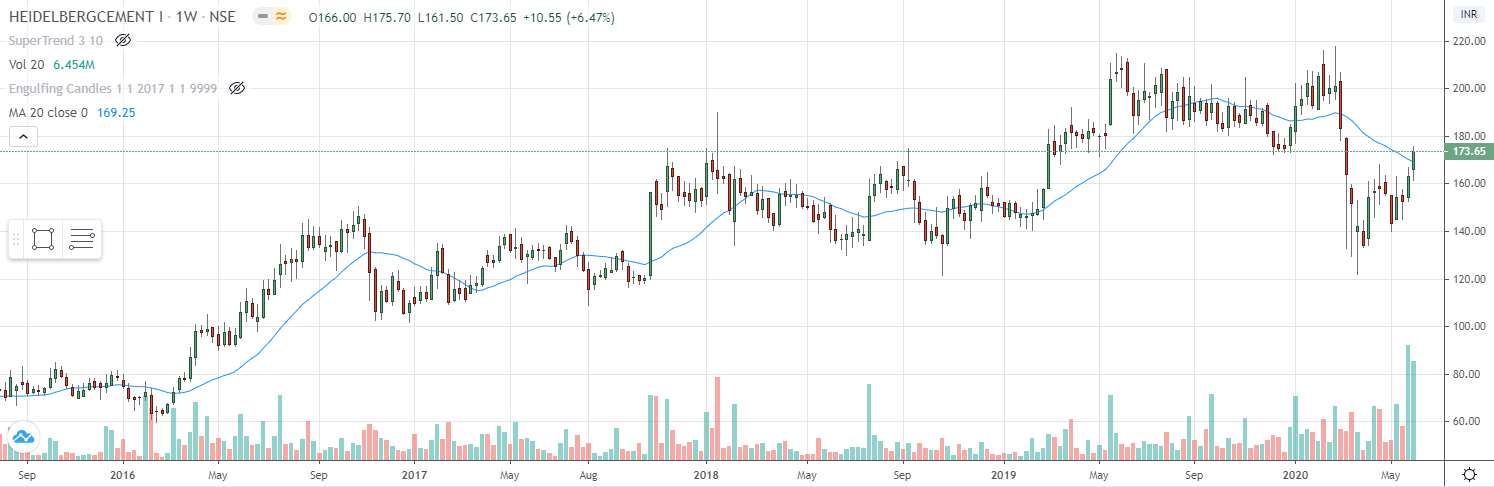 HEIDELBERGCEMENT I · 1W · NSE O166.00 H175.70 L161.50 C173.65 +10.55 (+6.47%)
INR
SuperTrend 3 10
Vol 20 6.454M
Engulfing Candles 1 1 2017 1 1 9999
MA 20 close 0 169.25
220.00
200.00
180.00
173.65
160.00
140.00
120.00
100.00
80.00
60.00
Sep 2016 May Sep 2017 May Aug 2018 May Sep 2019 May Sep 2020 May